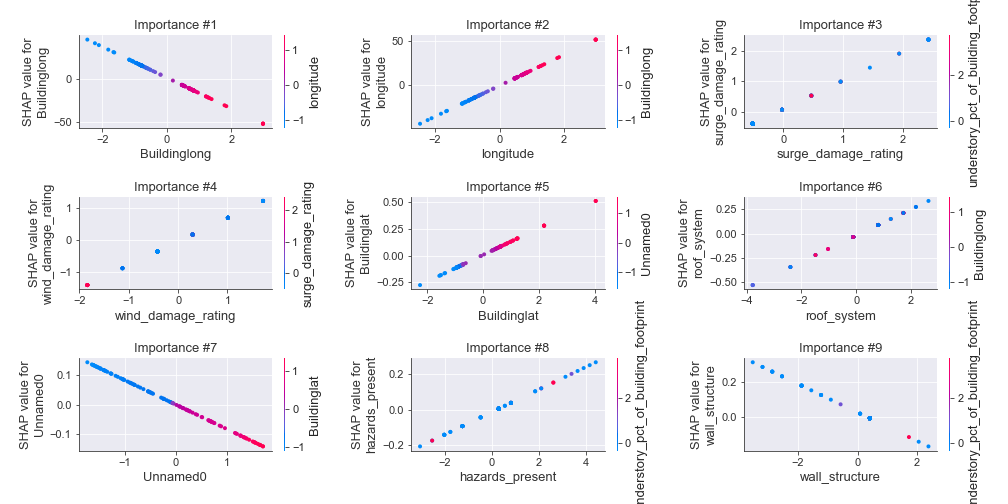 Importance #1
SHAP value for
Buildinglong
50
0
−50
−2
0
2
Buildinglong
1
0
−1
longitude
Importance #2
SHAP value for
longitude
50
0
−2
0
2
longitude
1
0
−1
Buildinglong
Importance #3
SHAP value for
surge_damage_rating
2
1
0
0
1
2
surge_damage_rating
2
0
understory_pct_of_building_footprint
Importance #4
SHAP value for
wind_damage_rating
1
0
−1
−2
−1
0
1
wind_damage_rating
2
1
0
surge_damage_rating
Importance #5
SHAP value for
Buildinglat
0.50
0.25
0.00
−0.25
−2
0
2
4
Buildinglat
1
0
−1
Unnamed0
Importance #6
SHAP value for
roof_system
0.25
0.00
−0.25
−0.50
−4
−2
0
2
roof_system
1
0
−1
Buildinglong
Importance #7
SHAP value for
Unnamed0
0.1
0.0
−0.1
−1
0
1
Unnamed0
1
0
−1
Buildinglat
Importance #8
SHAP value for
hazards_present
0.2
0.0
−0.2
−2
0
2
4
hazards_present
2
0
understory_pct_of_building_footprint
Importance #9
SHAP value for
wall_structure
0.2
0.0
−2
0
2
wall_structure
2
0
understory_pct_of_building_footprint